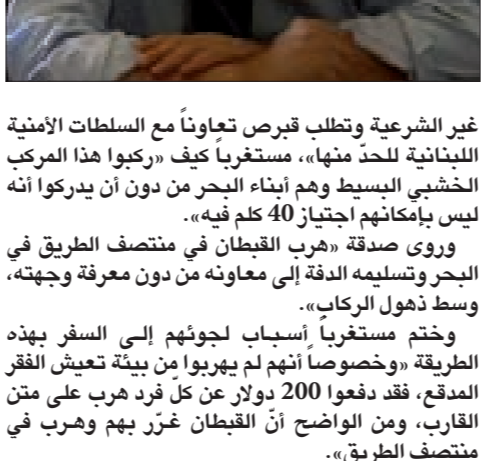 غير الشرعية وتطلب قبرص تعاوناً مع السلطات الأمنية
اللبنانية للحدّ منها»، مستغرباً كيف «ركبوا هذا المركب
الخشبي البسيط وهم أبناء البحر من دون أن يدركوا أنه
ليس بإمكانهم اجتياز 40 كلم فيه».
وروى صدقة «هرب القبطان في منتصف الطريق في
البحر وتسليمه الدفة إلى معاونه من دون معرفة وجهته،
وسط ذهول الركاب».
وختم مستغرباً أسباب لجوئهم إلى السفر بهذه
الطريقة «وخصوصاً أنهم لم يهربوا من بيئة تعيش الفقر
المدقع، فقد دفعوا 200 دولار عن كلّ فرد هرب على متن
القارب، ومن الواضح أنّ القبطان غرّر بهم وهرب في
منتصف الطريق».